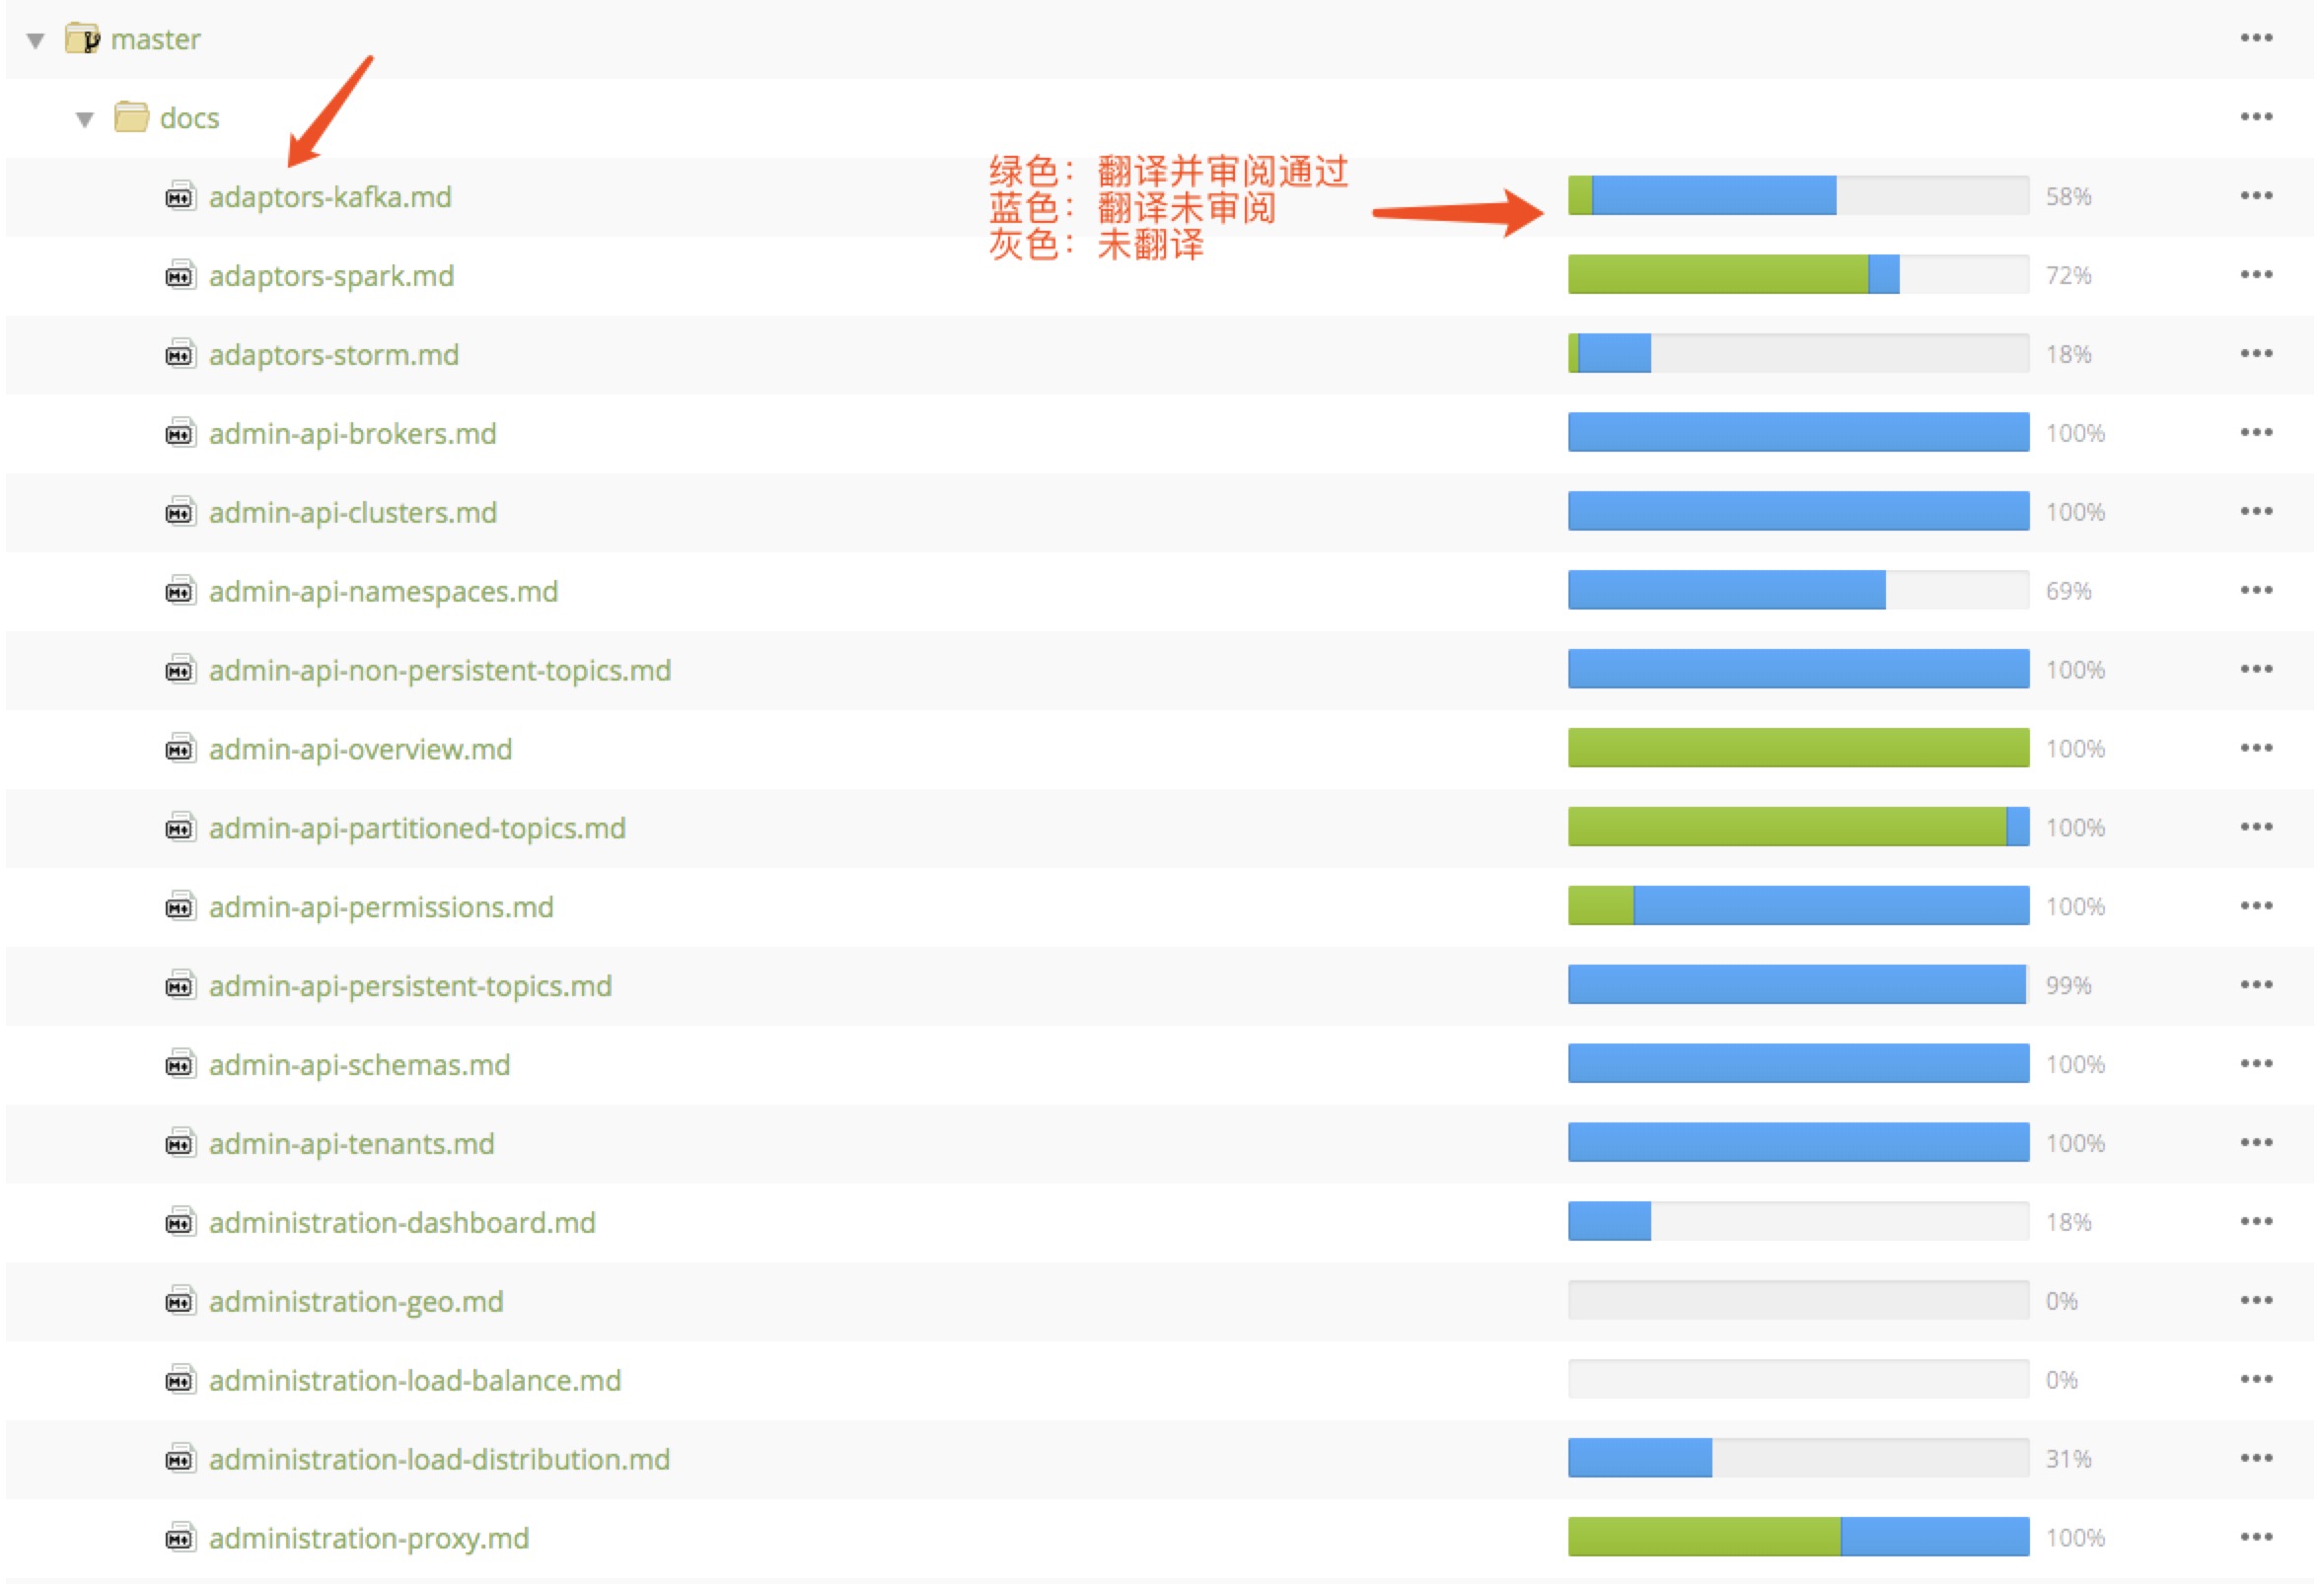 master
docs
绿色：翻译并审阅通过
蓝色：翻译未审阅
灰色：未翻译
adaptors-kafka.md 58%
adaptors-spark.md 72%
adaptors-storm.md 18%
admin-api-brokers.md 100%
admin-api-clusters.md 100%
admin-api-namespaces.md 69%
admin-api-non-persistent-topics.md 100%
admin-api-overview.md 100%
admin-api-partitioned-topics.md 100%
admin-api-permissions.md 100%
admin-api-persistent-topics.md 99%
admin-api-schemas.md 100%
admin-api-tenants.md 100%
administration-dashboard.md 18%
administration-geo.md 0%
administration-load-balance.md 0%
administration-load-distribution.md 31%
administration-proxy.md 100%